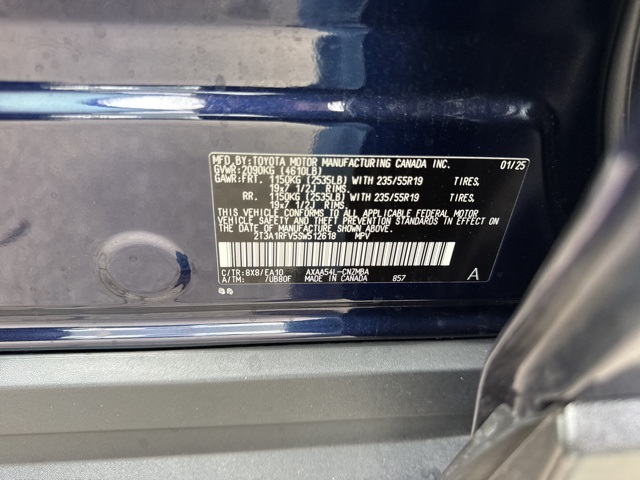 MFD.BY:TOYOTA MOTOR MANUFACTURING CANADA INC. 01/25
GVWR:2090KG (4610LB)
GAWR:FRT. 1150KG (2535LB) WITH 235/55R19 TIRES,
19x7 1/2J RIMS.
RR. 1150KG (2535LB) WITH 235/55R19 TIRES,
19x7 1/2J RIMS.
THIS VEHICLE CONFORMS TO ALL APPLICABLE FEDERAL MOTOR
VEHICLE SAFETY AND THEFT PREVENTION STANDARDS IN EFFECT
ON THE DATE OF MANUFACTURE SHOWN ABOVE.
2T3A1RFV5SW512618 MPV
C/TR:BX8/EA10 AXAA54L-CNZMBA A
A/TM: 7UB80F MADE IN CANADA 857